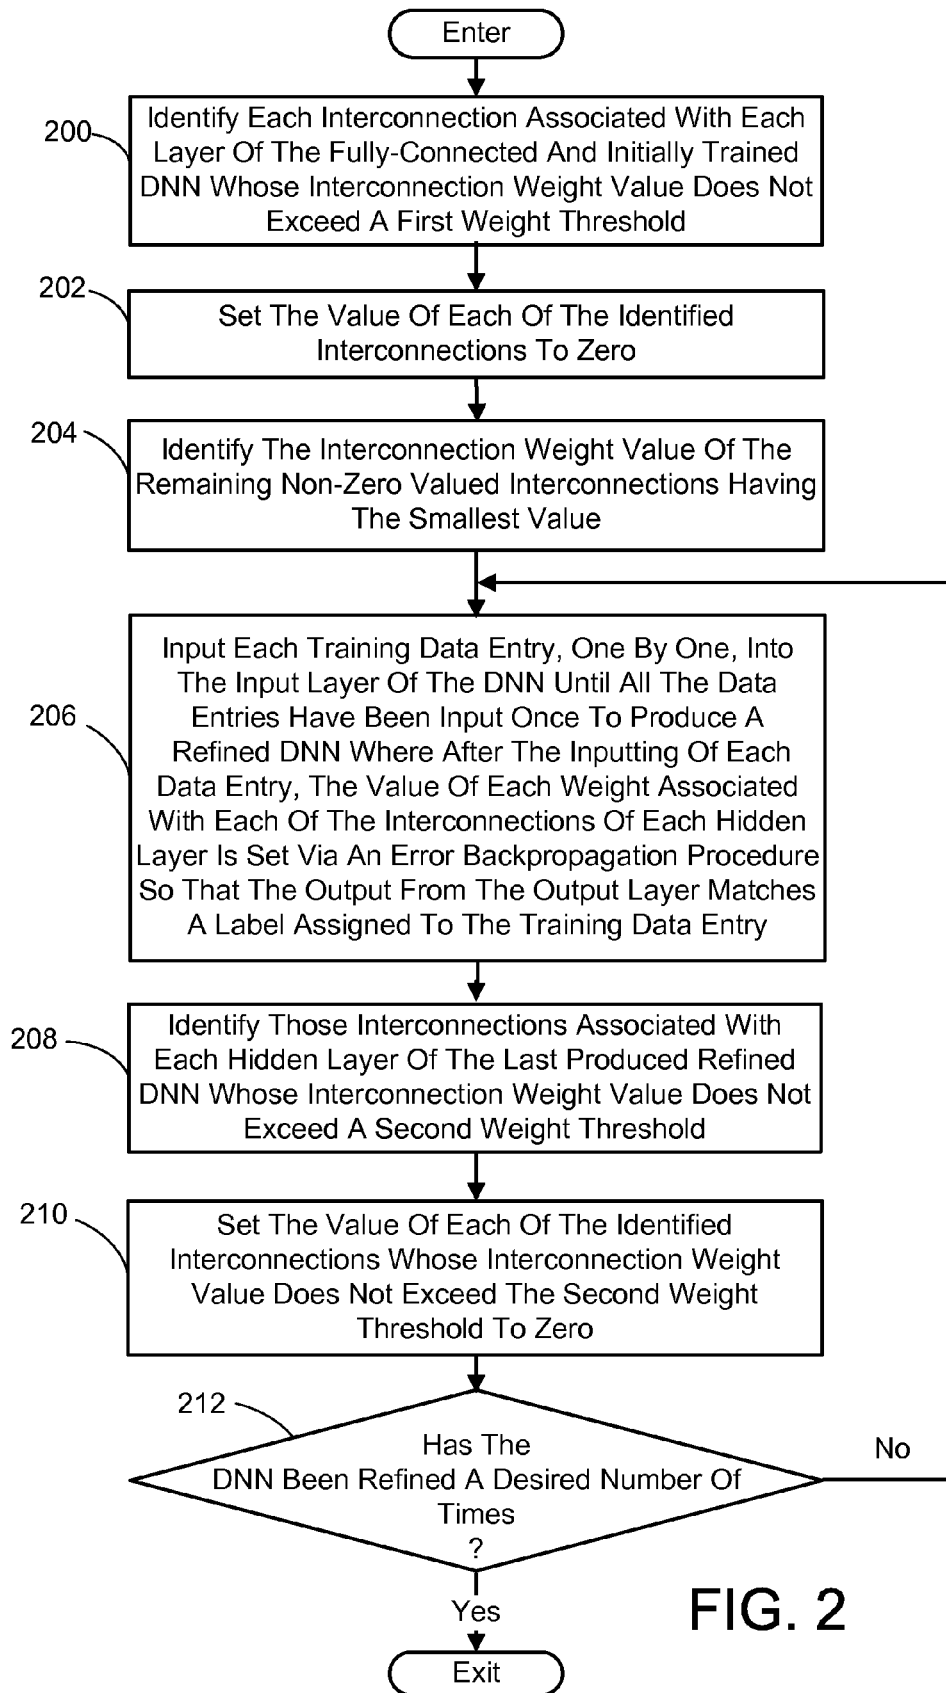 Enter
200
Identify Each Interconnection Associated With Each
Layer Of The Fully-Connected And Initially Trained
DNN Whose Interconnection Weight Value Does Not
Exceed A First Weight Threshold
202
Set The Value Of Each Of The Identified
Interconnections To Zero
204
Identify The Interconnection Weight Value Of The
Remaining Non-Zero Valued Interconnections Having
The Smallest Value
206
Input Each Training Data Entry, One By One, Into
The Input Layer Of The DNN Until All The Data
Entries Have Been Input Once To Produce A
Refined DNN Where After The Inputting Of Each
Data Entry, The Value Of Each Weight Associated
With Each Of The Interconnections Of Each Hidden
Layer Is Set Via An Error Backpropagation Procedure
So That The Output From The Output Layer Matches
A Label Assigned To The Training Data Entry
208
Identify Those Interconnections Associated With
Each Hidden Layer Of The Last Produced Refined
DNN Whose Interconnection Weight Value Does Not
Exceed A Second Weight Threshold
210
Set The Value Of Each Of The Identified
Interconnections Whose Interconnection Weight
Value Does Not Exceed The Second Weight
Threshold To Zero
212
Has The
DNN Been Refined A Desired Number Of
Times
?
No
Yes
FIG. 2
Exit